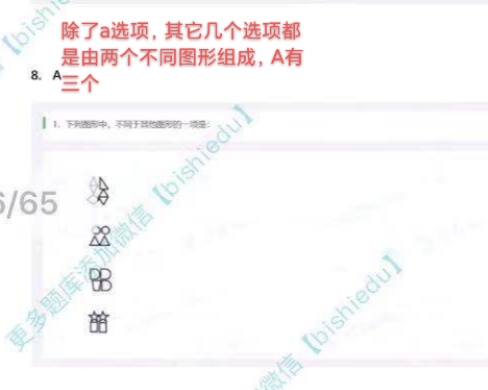 除了a选项，其它几个选项都
是由两个不同图形组成，A有
三个
8. A
1. 下列图形中，不同于其他图形的一项是:
6/65
更多题库添加微信【bishiedu】
微信【bishiedu】
【bishi